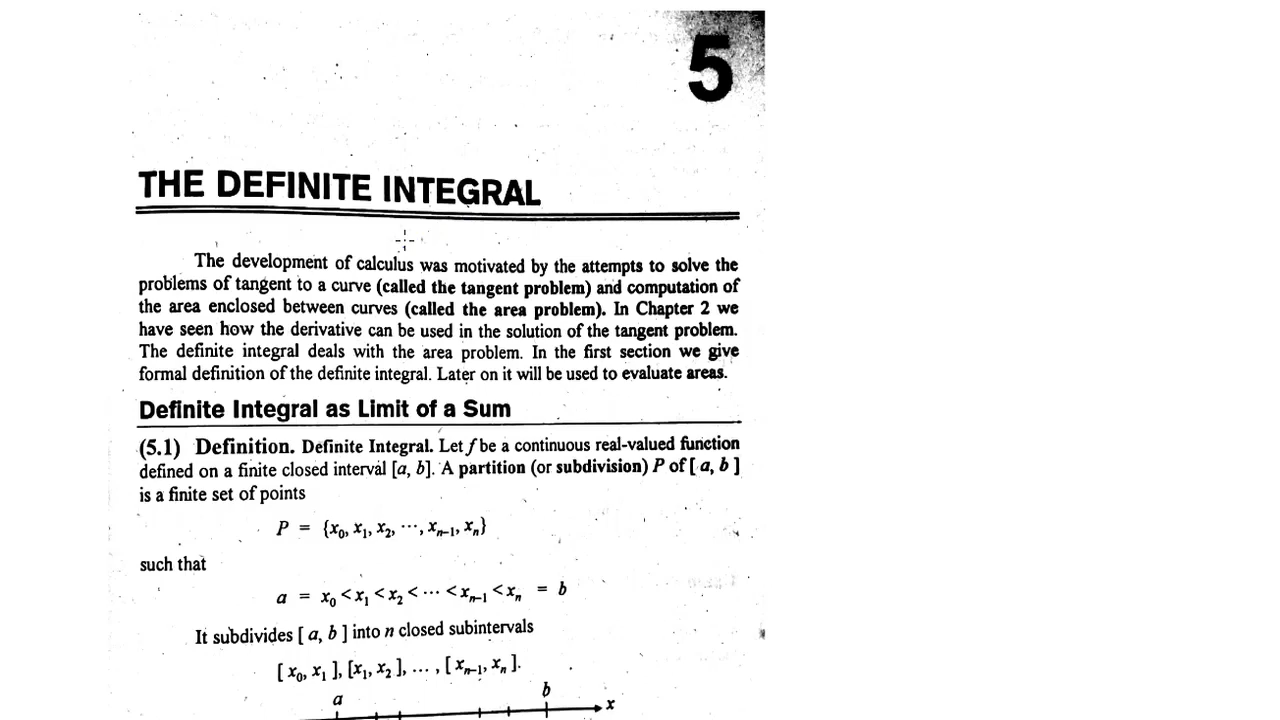 5
THE DEFINITE INTEGRAL
The development of calculus was motivated by the attempts to solve the
problems of tangent to a curve (called the tangent problem) and computation of
the area enclosed between curves (called the area problem). In Chapter 2 we
have seen how the derivative can be used in the solution of the tangent problem.
The definite integral deals with the area problem. In the first section we give
formal definition of the definite integral. Later on it will be used to evaluate areas.
Definite Integral as Limit of a Sum
(5.1) Definition. Definite Integral. Let f be a continuous real-valued function
defined on a finite closed interval [a, b]. A partition (or subdivision) P of [ a, b ]
is a finite set of points
P = {x₀, x₁, x₂, ⋯, xₙ₋₁, xₙ}
such that
a = x₀ < x₁ < x₂ < ⋯ < xₙ₋₁ < xₙ = b
It subdivides [ a, b ] into n closed subintervals
[ x₀, x₁ ], [x₁, x₂ ], … , [ xₙ₋₁, xₙ ].
a b
x